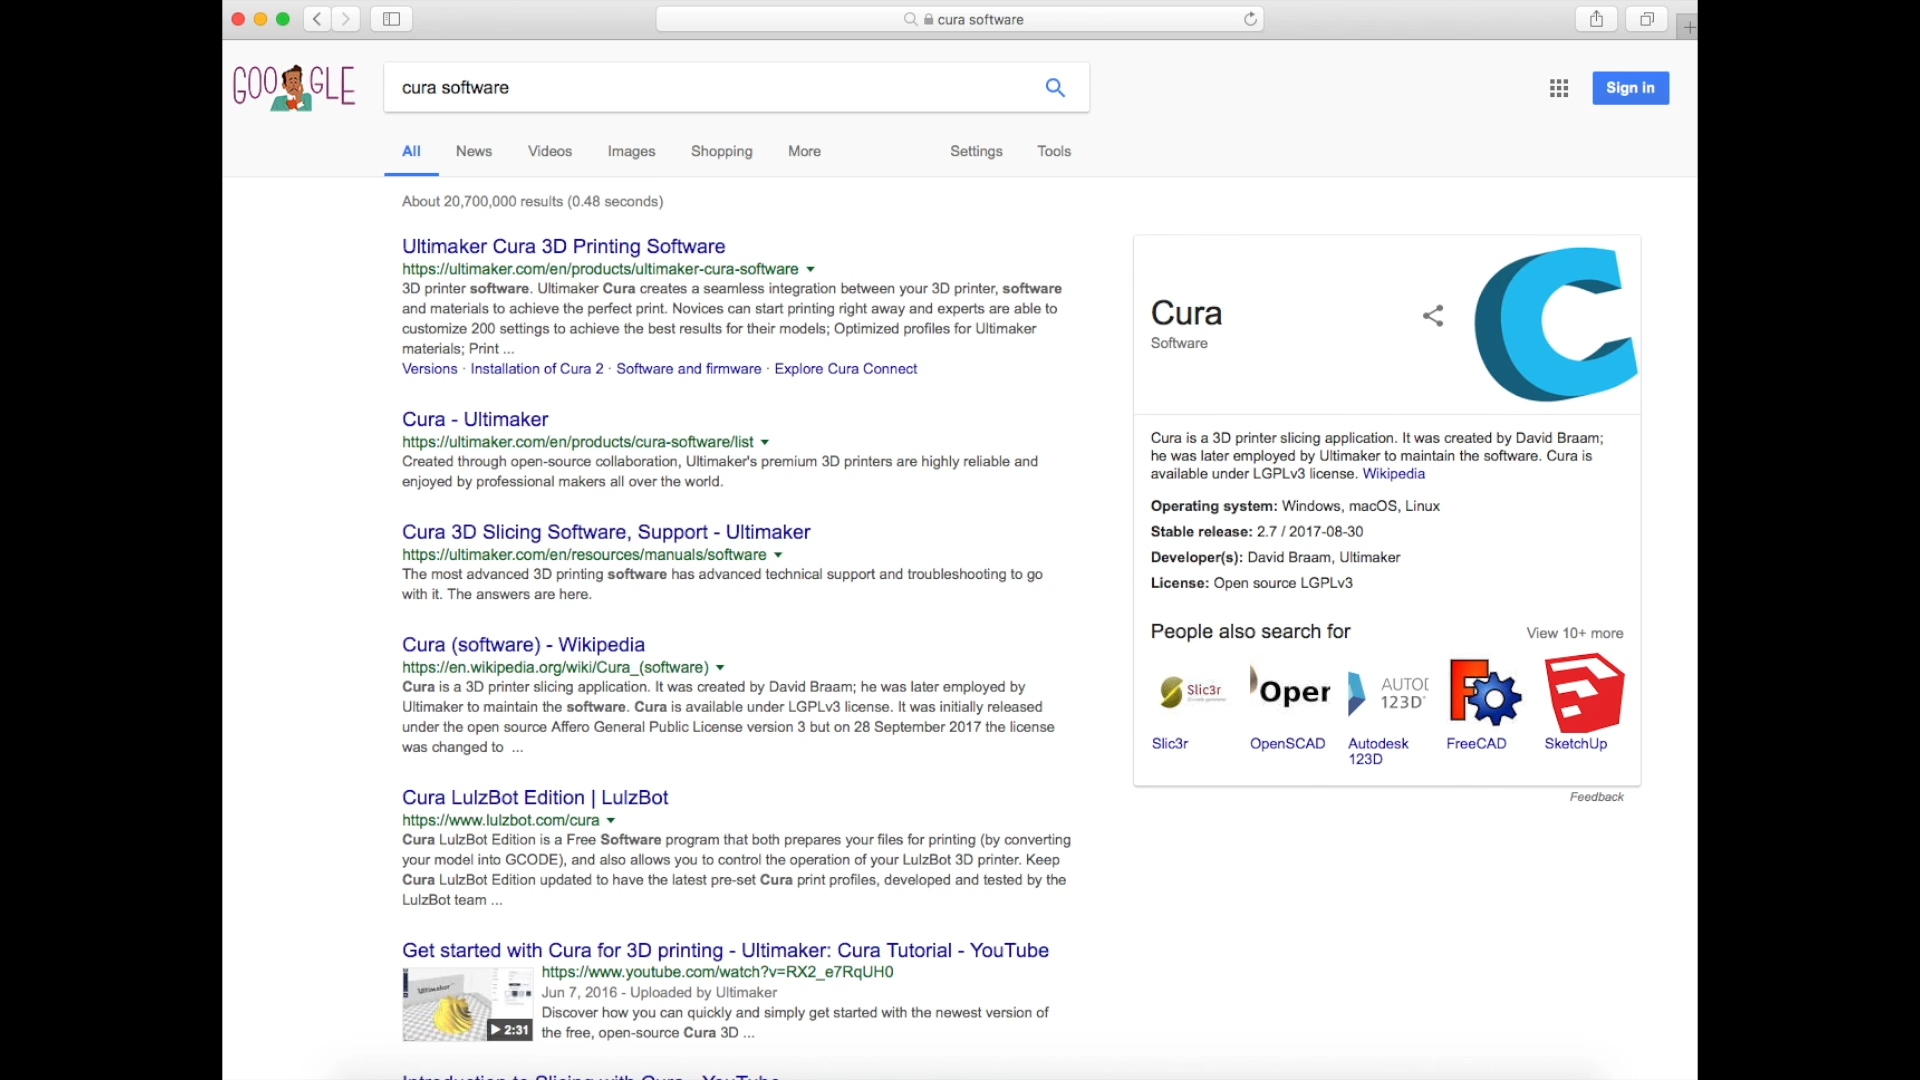 cura software
GOOGLE
cura software
Sign in
All News Videos Images Shopping More Settings Tools
About 20,700,000 results (0.48 seconds)
Ultimaker Cura 3D Printing Software
https://ultimaker.com/en/products/ultimaker-cura-software
3D printer software. Ultimaker Cura creates a seamless integration between your 3D printer, software
and materials to achieve the perfect print. Novices can start printing right away and experts are able to
customize 200 settings to achieve the best results for their models; Optimized profiles for Ultimaker
materials; Print ...
Versions · Installation of Cura 2 · Software and firmware · Explore Cura Connect
Cura - Ultimaker
https://ultimaker.com/en/products/cura-software/list
Created through open-source collaboration, Ultimaker's premium 3D printers are highly reliable and
enjoyed by professional makers all over the world.
Cura 3D Slicing Software, Support - Ultimaker
https://ultimaker.com/en/resources/manuals/software
The most advanced 3D printing software has advanced technical support and troubleshooting to go
with it. The answers are here.
Cura (software) - Wikipedia
https://en.wikipedia.org/wiki/Cura_(software)
Cura is a 3D printer slicing application. It was created by David Braam; he was later employed by
Ultimaker to maintain the software. Cura is available under LGPLv3 license. It was initially released
under the open source Affero General Public License version 3 but on 28 September 2017 the license
was changed to ...
Cura LulzBot Edition | LulzBot
https://www.lulzbot.com/cura
Cura LulzBot Edition is a Free Software program that both prepares your files for printing (by converting
your model into GCODE), and also allows you to control the operation of your LulzBot 3D printer. Keep
Cura LulzBot Edition updated to have the latest pre-set Cura print profiles, developed and tested by the
LulzBot team ...
Get started with Cura for 3D printing - Ultimaker: Cura Tutorial - YouTube
https://www.youtube.com/watch?v=RX2_e7RqUH0
Jun 7, 2016 - Uploaded by Ultimaker
Discover how you can quickly and simply get started with the newest version of
the free, open-source Cura 3D ...
Ultimaker
2:31
Introduction to Slicing with Cura - YouTube
Cura
Software
Cura is a 3D printer slicing application. It was created by David Braam;
he was later employed by Ultimaker to maintain the software. Cura is
available under LGPLv3 license. Wikipedia
Operating system: Windows, macOS, Linux
Stable release: 2.7 / 2017-08-30
Developer(s): David Braam, Ultimaker
License: Open source LGPLv3
People also search for View 10+ more
Slic3r Oper AUTO 123D
Slic3r OpenSCAD Autodesk 123D FreeCAD SketchUp
Feedback